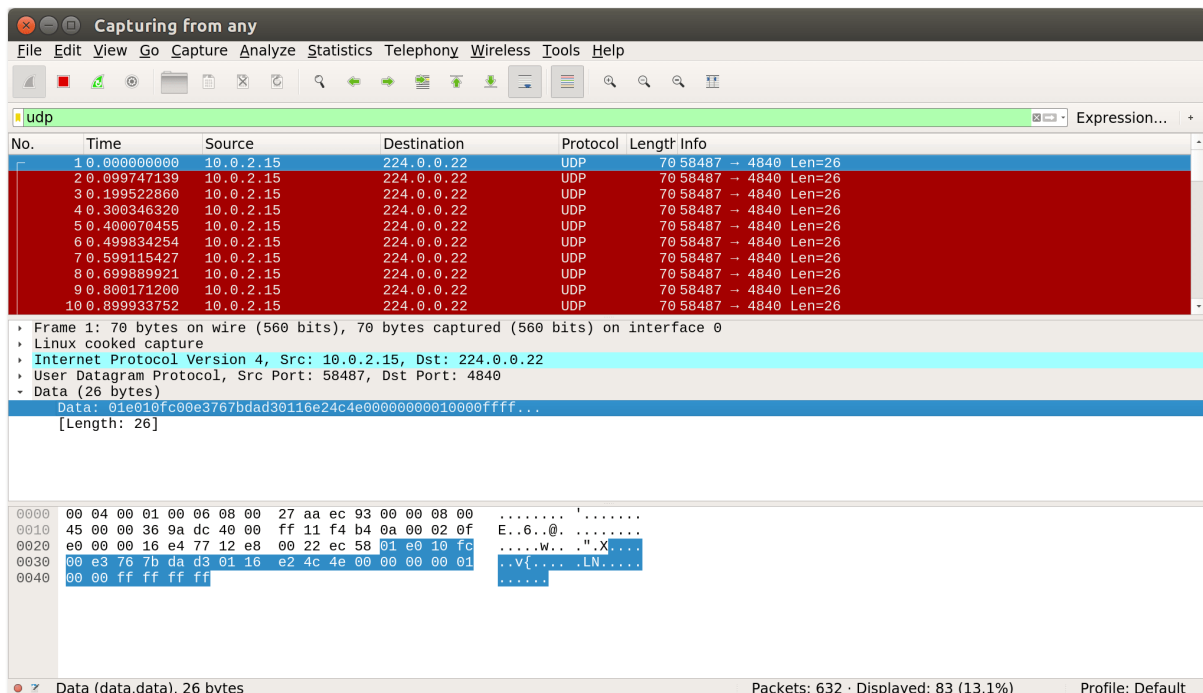 Capturing from any
File Edit View Go Capture Analyze Statistics Telephony Wireless Tools Help
udp Expression... +
No. Time Source Destination Protocol Length Info
1 0.000000000 10.0.2.15 224.0.0.22 UDP 70 58487 → 4840 Len=26
2 0.099747139 10.0.2.15 224.0.0.22 UDP 70 58487 → 4840 Len=26
3 0.199522860 10.0.2.15 224.0.0.22 UDP 70 58487 → 4840 Len=26
4 0.300346320 10.0.2.15 224.0.0.22 UDP 70 58487 → 4840 Len=26
5 0.400070455 10.0.2.15 224.0.0.22 UDP 70 58487 → 4840 Len=26
6 0.499834254 10.0.2.15 224.0.0.22 UDP 70 58487 → 4840 Len=26
7 0.599115427 10.0.2.15 224.0.0.22 UDP 70 58487 → 4840 Len=26
8 0.699889921 10.0.2.15 224.0.0.22 UDP 70 58487 → 4840 Len=26
9 0.800171200 10.0.2.15 224.0.0.22 UDP 70 58487 → 4840 Len=26
10 0.899933752 10.0.2.15 224.0.0.22 UDP 70 58487 → 4840 Len=26
Frame 1: 70 bytes on wire (560 bits), 70 bytes captured (560 bits) on interface 0
Linux cooked capture
Internet Protocol Version 4, Src: 10.0.2.15, Dst: 224.0.0.22
User Datagram Protocol, Src Port: 58487, Dst Port: 4840
Data (26 bytes)
Data: 01e010fc00e3767bdad30116e24c4e00000000010000ffff...
[Length: 26]
0000 00 04 00 01 00 06 08 00 27 aa ec 93 00 00 08 00 ........ '.......
0010 45 00 00 36 9a dc 40 00 ff 11 f4 b4 0a 00 02 0f E..6..@. ........
0020 e0 00 00 16 e4 77 12 e8 00 22 ec 58 01 e0 10 fc .....w.. .".X....
0030 00 e3 76 7b da d3 01 16 e2 4c 4e 00 00 00 00 01 ..v{.... .LN.....
0040 00 00 ff ff ff ff ......
Data (data.data), 26 bytes Packets: 632 · Displayed: 83 (13.1%) Profile: Default